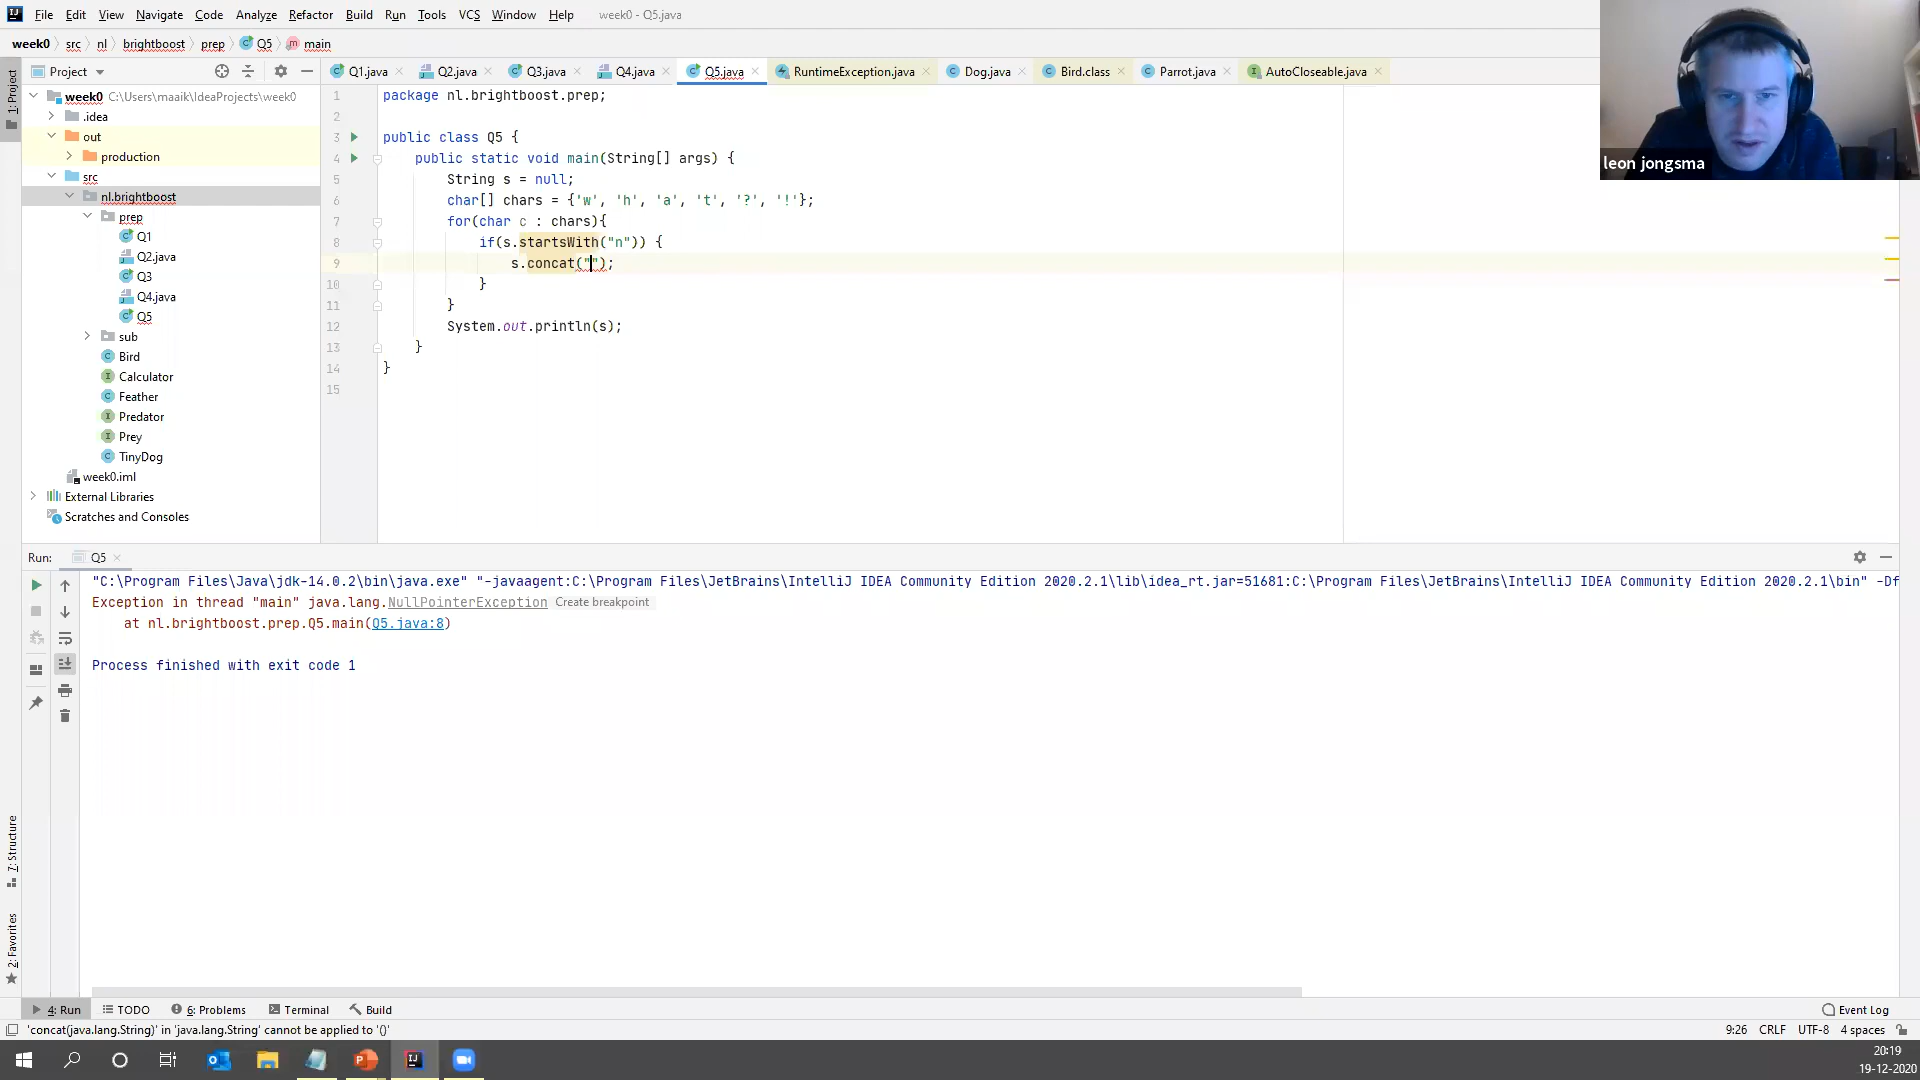 File Edit View Navigate Code Analyze Refactor Build Run Tools VCS Window Help week0 - Q5.java
week0 src nl brightboost prep Q5 main
leon jongsma
1: Project
Project
Q1.java Q2.java Q3.java Q4.java Q5.java RuntimeException.java Dog.java Bird.class Parrot.java AutoCloseable.java
week0 C:\Users\maaik\IdeaProjects\week0
.idea
out
production
src
nl.brightboost
prep
Q1
Q2.java
Q3
Q4.java
Q5
sub
Bird
Calculator
Feather
Predator
Prey
TinyDog
week0.iml
External Libraries
Scratches and Consoles
1 package nl.brightboost.prep;
2
3 public class Q5 {
4 public static void main(String[] args) {
5 String s = null;
6 char[] chars = {'w', 'h', 'a', 't', '?', '!'};
7 for(char c : chars){
8 if(s.startsWith("n")) {
9 s.concat("");
10 }
11 }
12 System.out.println(s);
13 }
14 }
15
Run: Q5
"C:\Program Files\Java\jdk-14.0.2\bin\java.exe" "-javaagent:C:\Program Files\JetBrains\IntelliJ IDEA Community Edition 2020.2.1\lib\idea_rt.jar=51681:C:\Program Files\JetBrains\IntelliJ IDEA Community Edition 2020.2.1\bin" -Df
Exception in thread "main" java.lang.NullPointerException Create breakpoint
at nl.brightboost.prep.Q5.main(Q5.java:8)
Process finished with exit code 1
7: Structure
2: Favorites
4: Run TODO 6: Problems Terminal Build Event Log
'concat(java.lang.String)' in 'java.lang.String' cannot be applied to '()' 9:26 CRLF UTF-8 4 spaces
20:19
19-12-2020